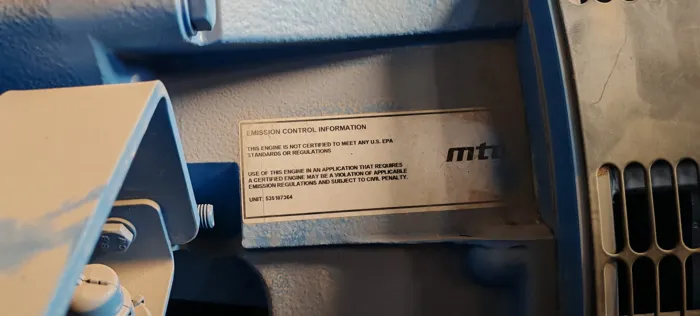 EMISSION CONTROL INFORMATION
THIS ENGINE IS NOT CERTIFIED TO MEET ANY U.S. EPA
STANDARDS OR REGULATIONS
mtu
USE OF THIS ENGINE IN AN APPLICATION THAT REQUIRES
A CERTIFIED ENGINE MAY BE A VIOLATION OF APPLICABLE
EMISSION REGULATIONS AND SUBJECT TO CIVIL PENALTY.
UNIT: 535107364